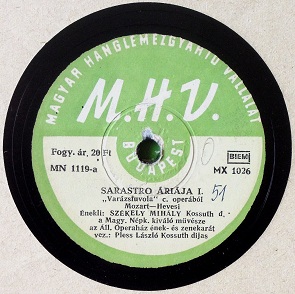 MAGYAR HANGLEMEZGYÁRTÓ VÁLLALAT
M.H.V.
BUDAPEST
Fogy. ár, 20 Ft
BIEM
MN 1119-a
MX 1026
SARASTRO ÁRIÁJA I.
51
„Varázsfuvola" c. operából
Mozart—Hevesi
Énekli: SZÉKELY MIHÁLY Kossuth d.
a Magy. Népk. kiváló művésze
az Áll. Operaház ének- és zenekarát
vez.: Pless László Kossuth díjas